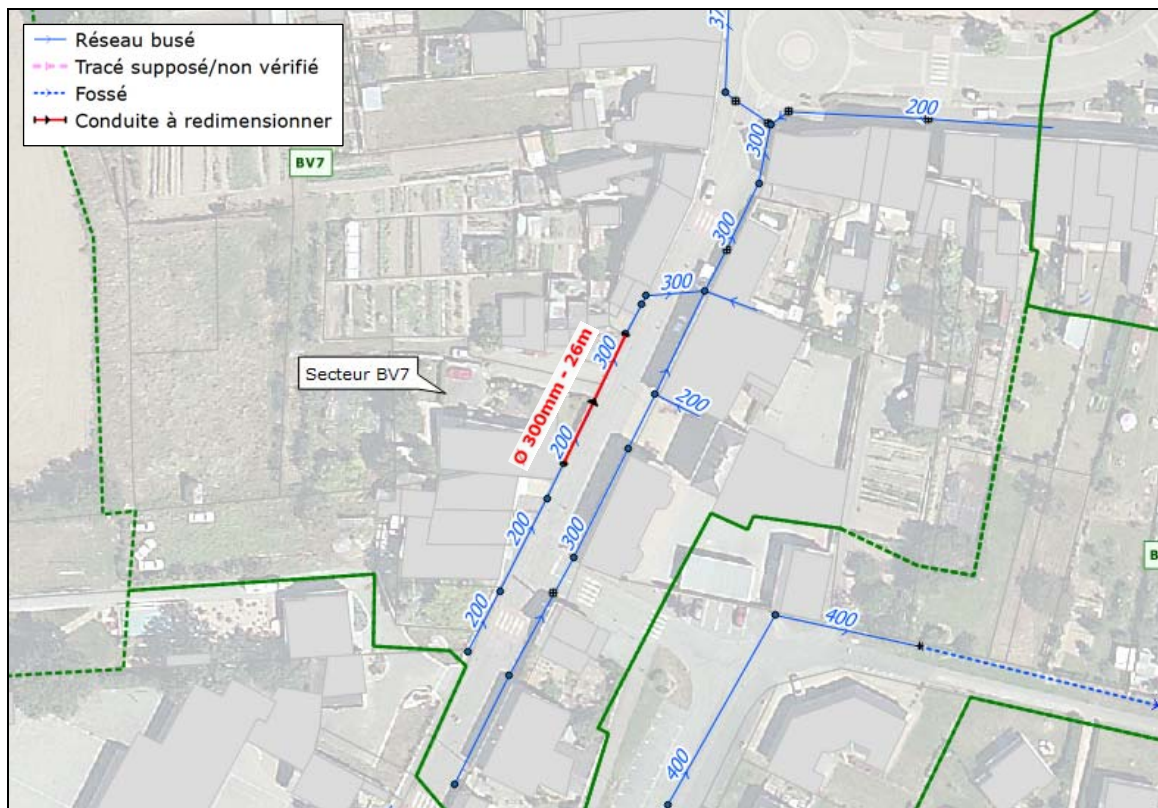 Réseau busé
Tracé supposé/non vérifié
Fossé
Conduite à redimensionner
BV7
37
200
300
300
300
Secteur BV7
Ø 300mm - 26m
300
200
200
200
300
200
B
400
400